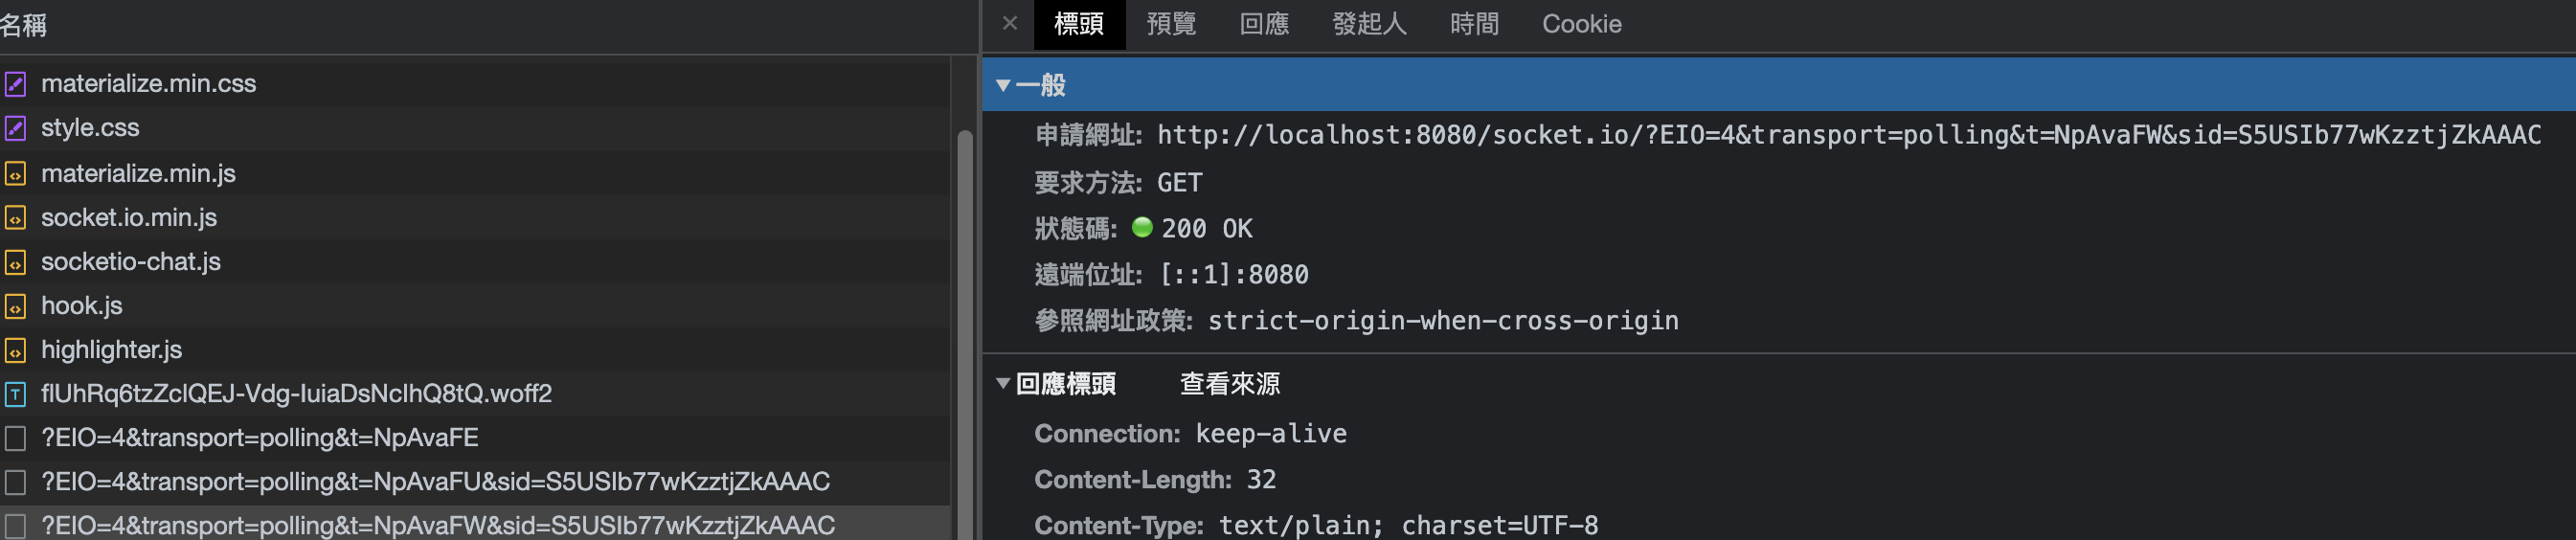 名稱
materialize.min.css
style.css
materialize.min.js
socket.io.min.js
socketio-chat.js
hook.js
highlighter.js
flUhRq6tzZclQEJ-Vdg-IuiaDsNcIhQ8tQ.woff2
?EIO=4&transport=polling&t=NpAvaFE
?EIO=4&transport=polling&t=NpAvaFU&sid=S5USIb77wKzztjZkAAAC
?EIO=4&transport=polling&t=NpAvaFW&sid=S5USIb77wKzztjZkAAAC
× 標頭 預覽 回應 發起人 時間 Cookie
▼一般
申請網址: http://localhost:8080/socket.io/?EIO=4&transport=polling&t=NpAvaFW&sid=S5USIb77wKzztjZkAAAC
要求方法: GET
狀態碼: 200 OK
遠端位址: [::1]:8080
參照網址政策: strict-origin-when-cross-origin
▼回應標頭 查看來源
Connection: keep-alive
Content-Length: 32
Content-Type: text/plain; charset=UTF-8